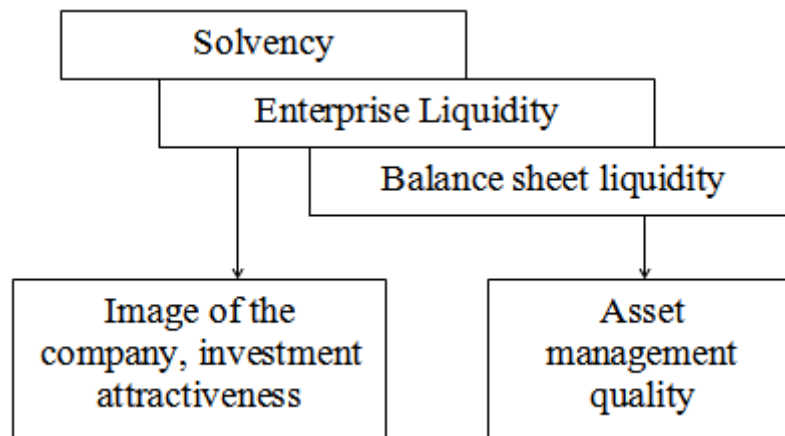 Solvency
Enterprise Liquidity
Balance sheet liquidity
Image of the
company, investment
attractiveness
Asset
management
quality